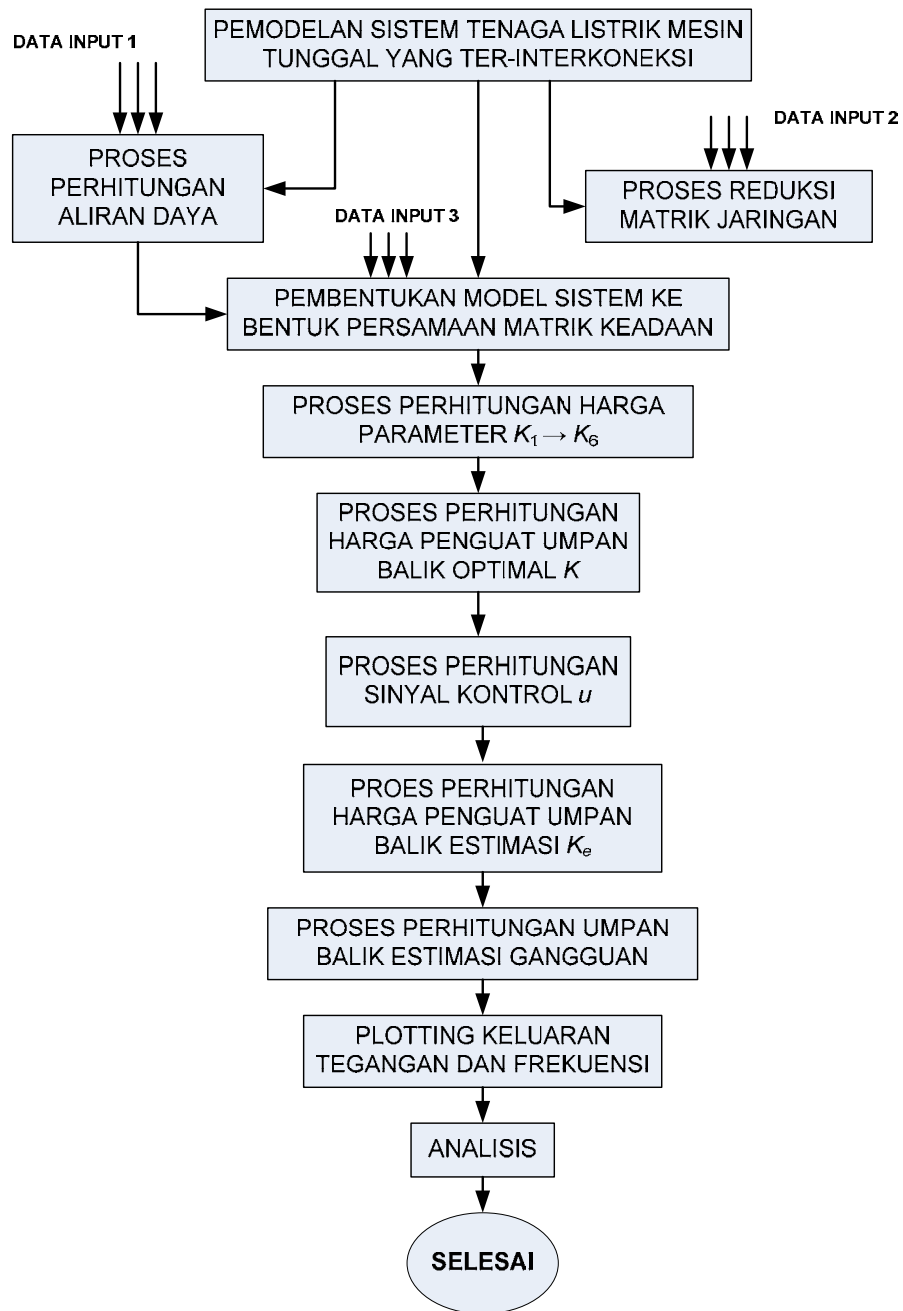 DATA INPUT 1
PEMODELAN SISTEM TENAGA LISTRIK MESIN
TUNGGAL YANG TER-INTERKONEKSI
DATA INPUT 2
PROSES
PERHITUNGAN
ALIRAN DAYA
PROSES REDUKSI
MATRIK JARINGAN
DATA INPUT 3
PEMBENTUKAN MODEL SISTEM KE
BENTUK PERSAMAAN MATRIK KEADAAN
PROSES PERHITUNGAN HARGA
PARAMETER K₁ → K₆
PROSES PERHITUNGAN
HARGA PENGUAT UMPAN
BALIK OPTIMAL K
PROSES PERHITUNGAN
SINYAL KONTROL u
PROES PERHITUNGAN
HARGA PENGUAT UMPAN
BALIK ESTIMASI Kₑ
PROSES PERHITUNGAN UMPAN
BALIK ESTIMASI GANGGUAN
PLOTTING KELUARAN
TEGANGAN DAN FREKUENSI
ANALISIS
SELESAI